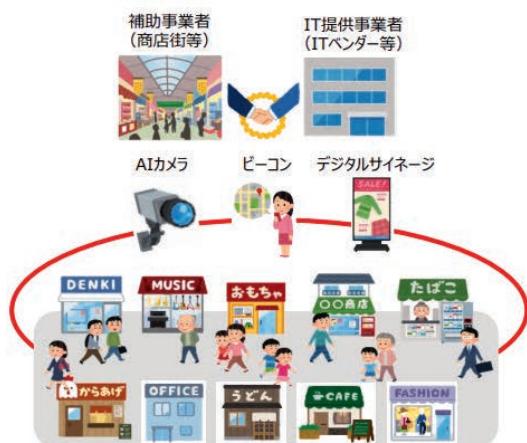 補助事業者
（商店街等）
IT提供事業者
（ITベンダー等）
AIカメラ
ビーコン
デジタルサイネージ
SALE!
DENKI
MUSIC
おもちゃ
〇〇商店
たばこ
からあげ
OFFICE
うどん
CAFE
FASHION